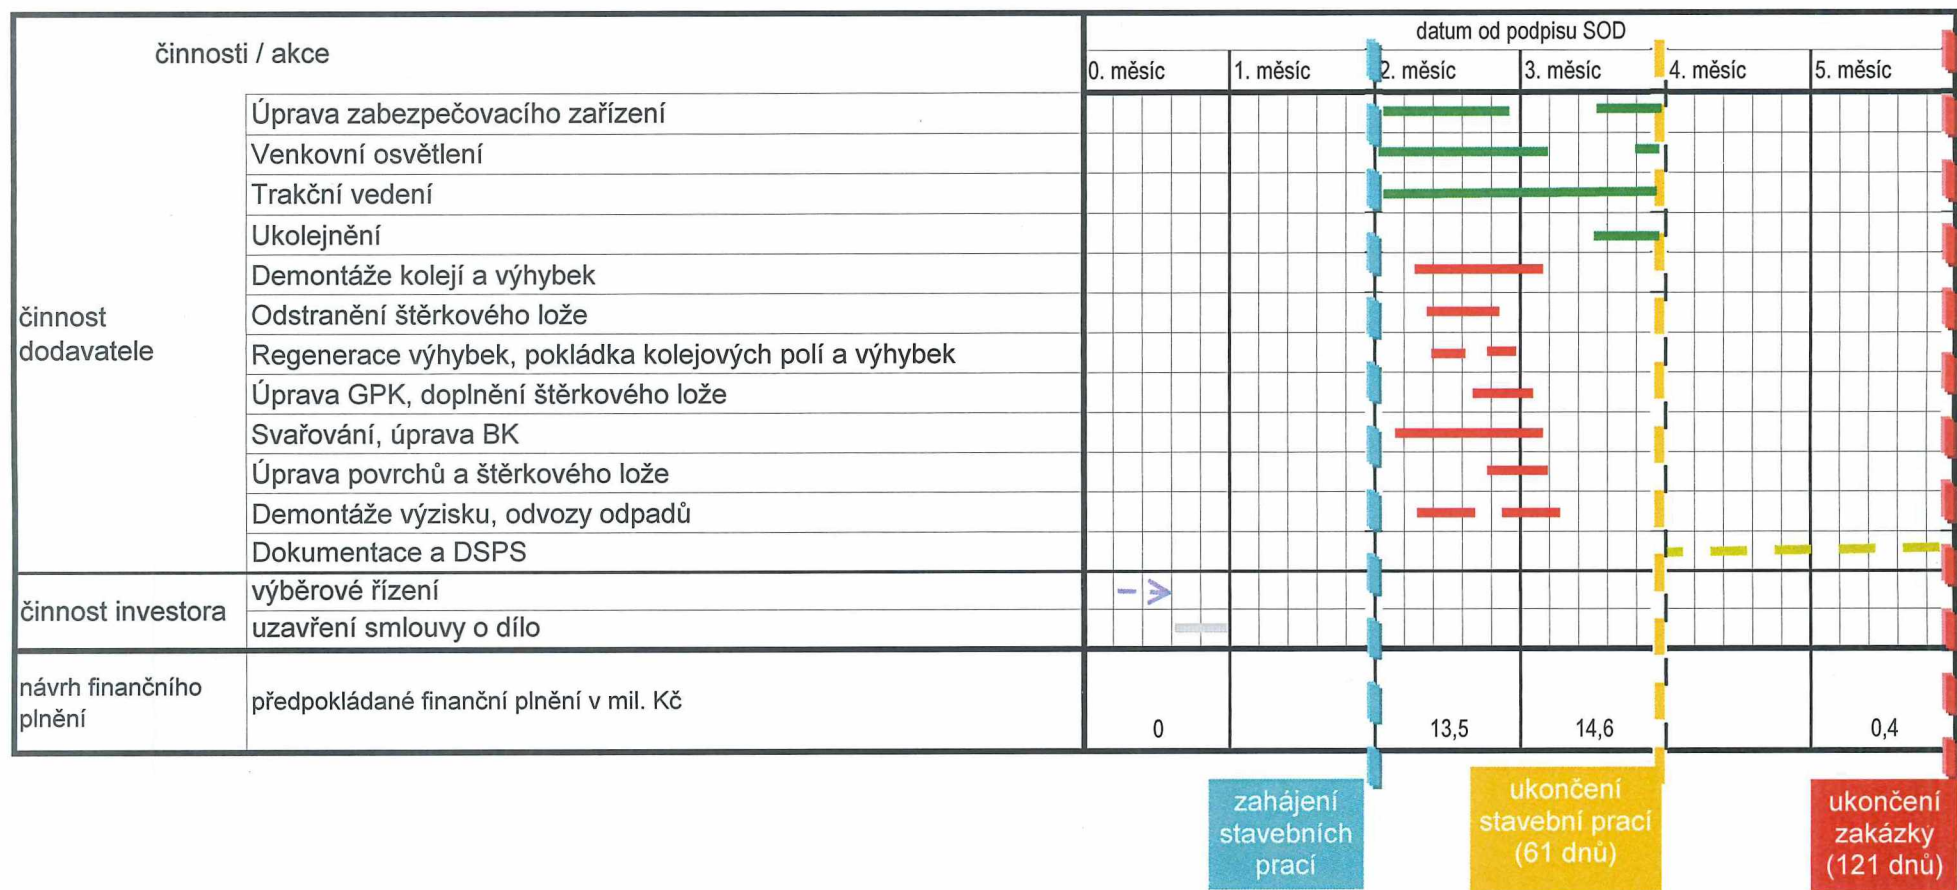 činnosti / akce
datum od podpisu SOD
0. měsíc
1. měsíc
2. měsíc
3. měsíc
4. měsíc
5. měsíc
činnost
dodavatele
Úprava zabezpečovacího zařízení
Venkovní osvětlení
Trakční vedení
Ukolejnění
Demontáže kolejí a výhybek
Odstranění štěrkového lože
Regenerace výhybek, pokládka kolejových polí a výhybek
Úprava GPK, doplnění štěrkového lože
Svařování, úprava BK
Úprava povrchů a štěrkového lože
Demontáže výzisku, odvozy odpadů
Dokumentace a DSPS
činnost investora
výběrové řízení
uzavření smlouvy o dílo
návrh finančního
plnění
předpokládané finanční plnění v mil. Kč
0
13,5
14,6
0,4
zahájení
stavebních
prací
ukončení
stavební prací
(61 dnů)
ukončení
zakázky
(121 dnů)